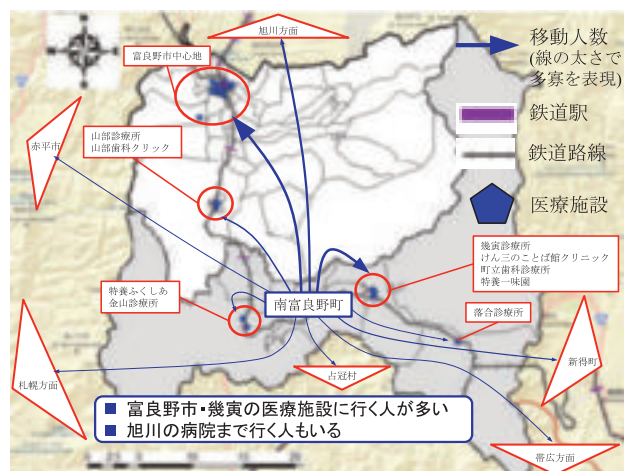 旭川方面
富良野市中心地
移動人数
(線の太さで
多寡を表現)
鉄道駅
鉄道路線
医療施設
赤平市
山部診療所
山部歯科クリック
幾寅診療所
けん三のことば館クリニック
町立歯科診療所
特養一味園
特養ふくしあ
金山診療所
南富良野町
落合診療所
新得町
札幌方面
占冠村
帯広方面
富良野市・幾寅の医療施設に行く人が多い
旭川の病院まで行く人もいる